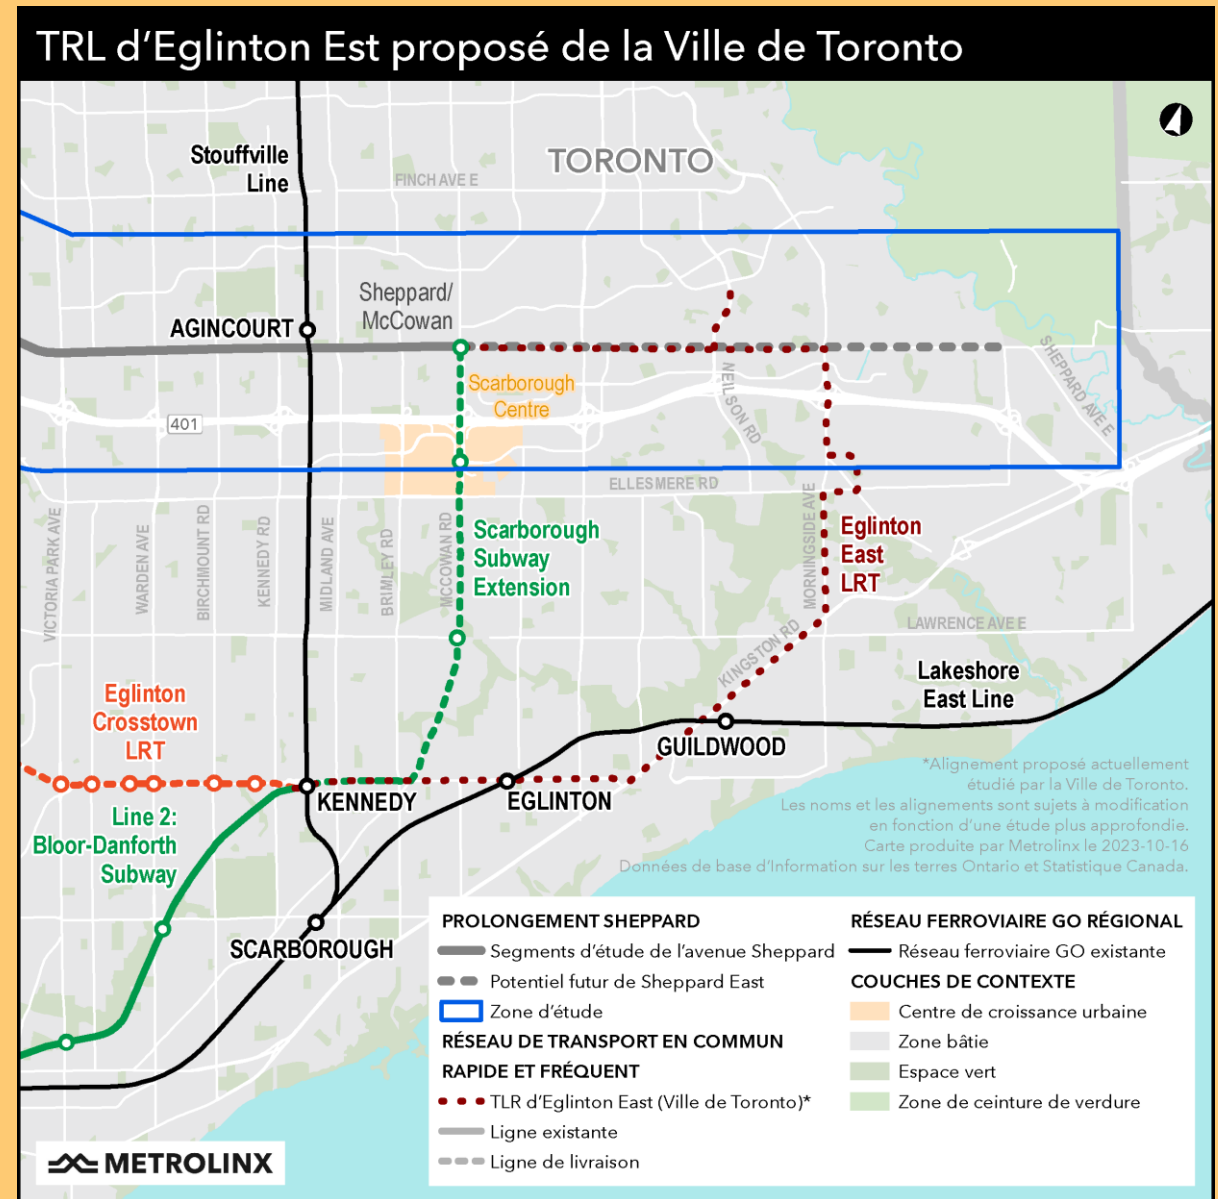 TRL d’Eglinton Est proposé de la Ville de Toronto
Stouffville
Line
TORONTO
FINCH AVE E
Sheppard/
McCowan
AGINCOURT
Scarborough
Centre
401
NEILSON RD
SHEPPARD AVE E
ELLESMERE RD
VICTORIA PARK AVE
WARDEN AVE
BIRCHMOUNT RD
KENNEDY RD
MIDLAND AVE
BRIMLEY RD
MCCOWAN RD
Scarborough
Subway
Extension
MORNINGSIDE AVE
Eglinton
East
LRT
LAWRENCE AVE E
KINGSTON RD
Lakeshore
East Line
Eglinton
Crosstown
LRT
GUILDWOOD
KENNEDY
EGLINTON
Line 2:
Bloor-Danforth
Subway
SCARBOROUGH
*Alignement proposé actuellement
étudié par la Ville de Toronto.
Les noms et les alignements sont sujets à modification
en fonction d’une étude plus approfondie.
Carte produite par Metrolinx le 2023-10-16
Données de base d’Information sur les terres Ontario et Statistique Canada.
PROLONGEMENT SHEPPARD
Segments d’étude de l’avenue Sheppard
Potentiel futur de Sheppard East
Zone d’étude
RÉSEAU DE TRANSPORT EN COMMUN
RAPIDE ET FRÉQUENT
TLR d’Eglinton East (Ville de Toronto)*
Ligne existante
Ligne de livraison
RÉSEAU FERROVIAIRE GO RÉGIONAL
Réseau ferroviaire GO existante
COUCHES DE CONTEXTE
Centre de croissance urbaine
Zone bâtie
Espace vert
Zone de ceinture de verdure
METROLINX